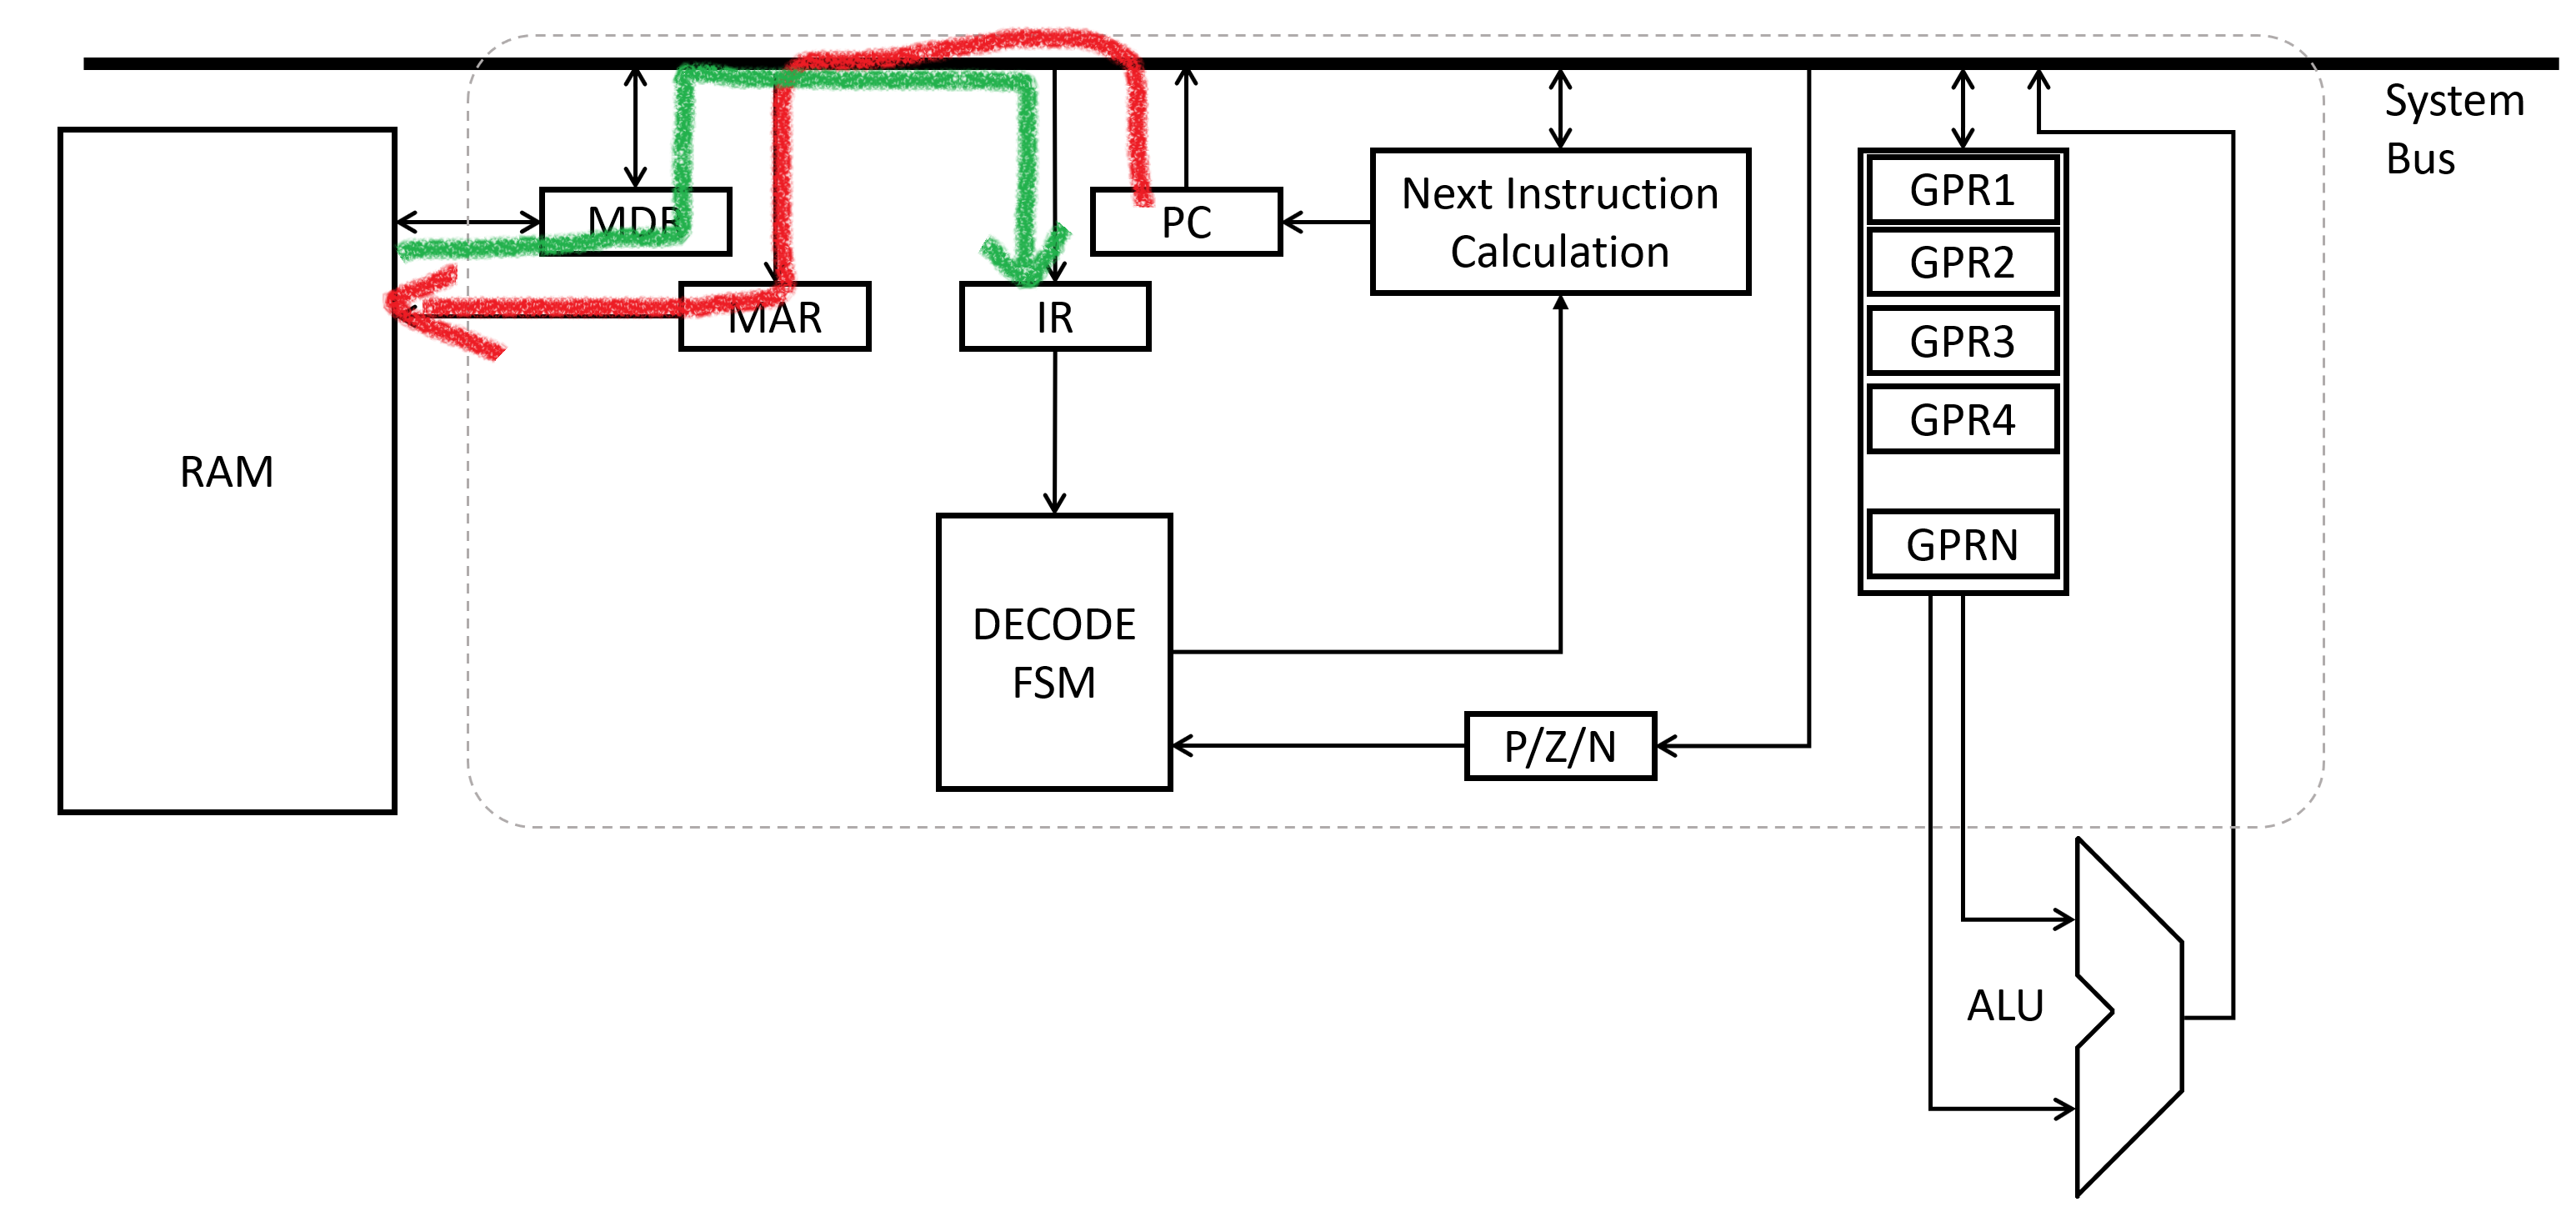 System
Bus
MDR
PC
Next Instruction
Calculation
GPR1
GPR2
GPR3
GPR4
GPRN
MAR
IR
RAM
DECODE
FSM
P/Z/N
ALU